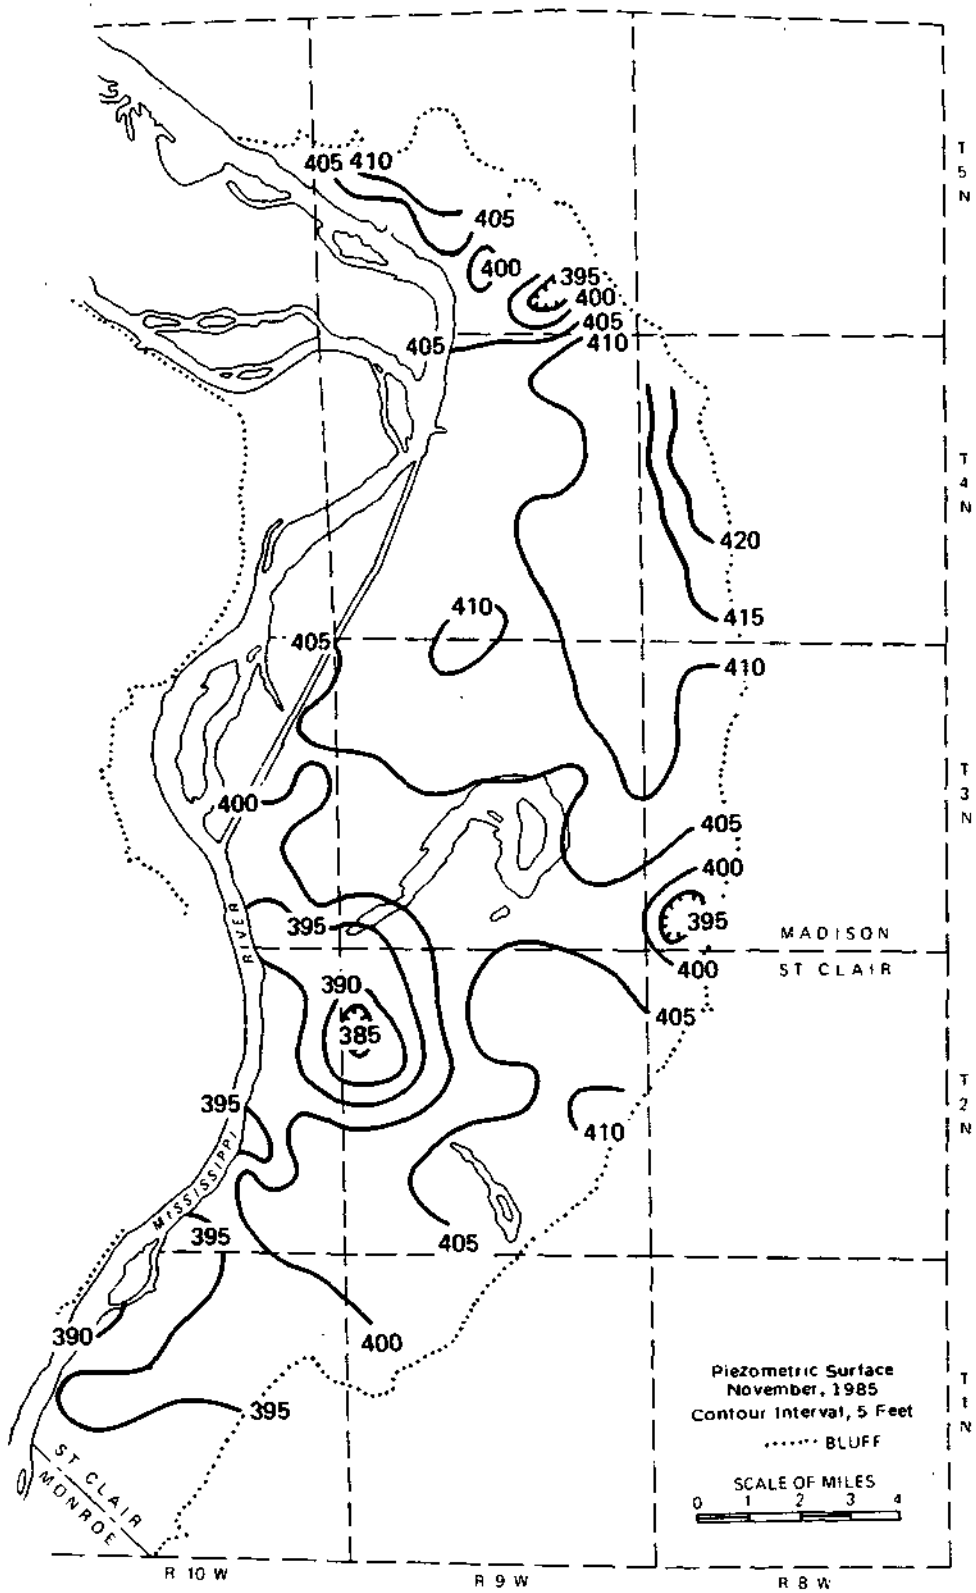 405 410
T
5
N
405
400
395
400
405
405
410
T
4
N
420
410
415
405
410
T
3
N
400
405
400
RIVER
395
395
MADISON
ST CLAIR
400
390
405
385
T
2
N
395
410
MISSISSIPPI
395
405
390
400
Piezometric Surface
November, 1985
Contour Interval, 5 Feet
BLUFF
T
1
N
395
SCALE OF MILES
0 1 2 3 4
ST CLAIR
MONROE
R 10 W
R 9 W
R 8 W